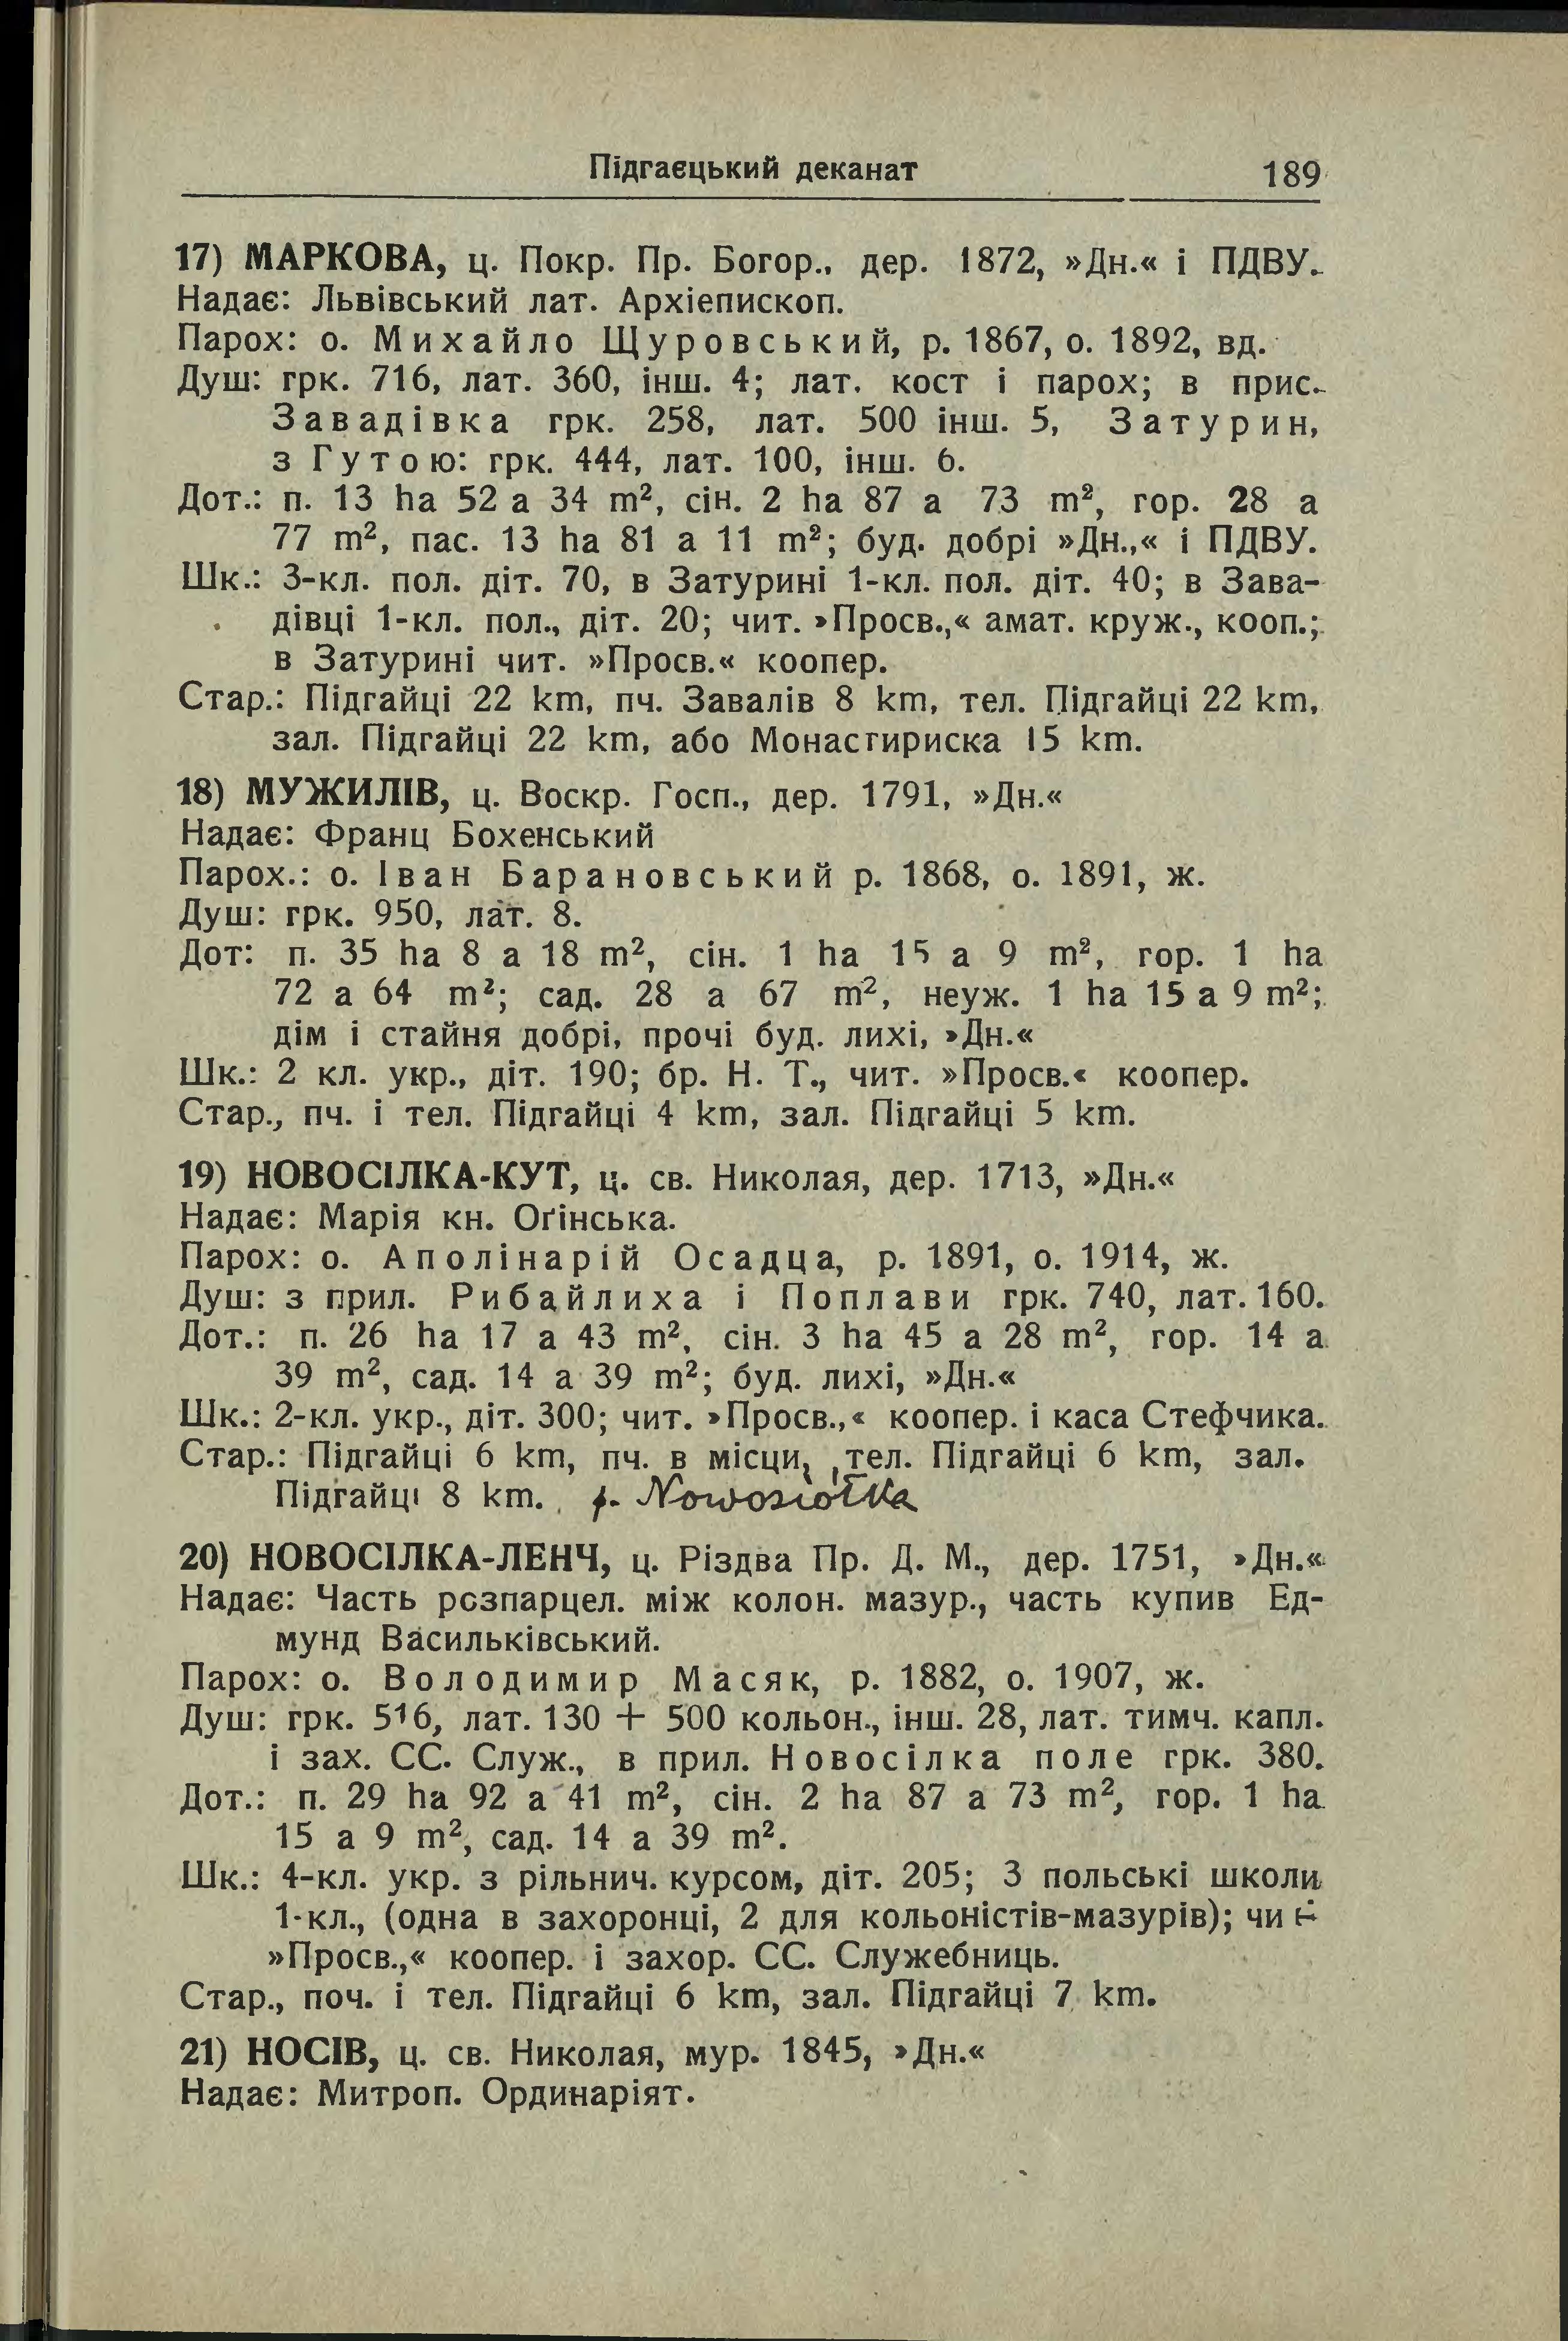 Підгаєцький деканат 189
17) МАРКОВА, ц. Покр. Пр. Богор., дер. 1872, »Дн.« і ПДВУ.
Надає: Львівський лат. Архіепископ.
Парох: о. Михайло Щуровський, р. 1867, о. 1892, вд.
Душ: грк. 716, лат. 360, інш. 4; лат. кост і парох; в прис.
Завадівка грк. 258, лат. 500 інш. 5, Затурин,
з Гутою: грк. 444, лат. 100, інш. 6.
Дот.: п. 13 ha 52 a 34 m², сін. 2 ha 87 a 73 m², гор. 28 a
77 m², пас. 13 ha 81 a 11 m²; буд. добрі »Дн.,« і ПДВУ.
Шк.: 3-кл. пол. діт. 70, в Затурині 1-кл. пол. діт. 40; в Зава-
дівці 1-кл. пол., діт. 20; чит. »Просв.,« амат. круж., кооп.;
в Затурині чит. »Просв.« коопер.
Стар.: Підгайці 22 km, пч. Завалів 8 km, тел. Підгайці 22 km,
зал. Підгайці 22 km, або Монастириска 15 km.
18) МУЖИЛІВ, ц. Воскр. Госп., дер. 1791, »Дн.«
Надає: Франц Бохенський
Парох.: о. Іван Барановський р. 1868, о. 1891, ж.
Душ: грк. 950, лат. 8.
Дот: п. 35 ha 8 a 18 m², сін. 1 ha 15 a 9 m², гор. 1 ha
72 a 64 m²; сад. 28 a 67 m², неуж. 1 ha 15 a 9 m²;
дім і стайня добрі, прочі буд. лихі, »Дн.«
Шк.: 2 кл. укр., діт. 190; бр. Н. Т., чит. »Просв.« коопер.
Стар., пч. і тел. Підгайці 4 km, зал. Підгайці 5 km.
19) НОВОСІЛКА-КУТ, ц. св. Николая, дер. 1713, »Дн.«
Надає: Марія кн. Оґінська.
Парох: о. Аполінарій Осадца, р. 1891, о. 1914, ж.
Душ: з прил. Рибайлиха і Поплави грк. 740, лат. 160.
Дот.: п. 26 ha 17 a 43 m², сін. 3 ha 45 a 28 m², гор. 14 a
39 m², сад. 14 a 39 m²; буд. лихі, »Дн.«
Шк.: 2-кл. укр., діт. 300; чит. »Просв.,« коопер. і каса Стефчика.
Стар.: Підгайці 6 km, пч. в місци, тел. Підгайці 6 km, зал.
Підгайці 8 km. p. Nowosiołka
20) НОВОСІЛКА-ЛЕНЧ, ц. Різдва Пр. Д. М., дер. 1751, »Дн.«
Надає: Часть розпарцел. між колон. мазур., часть купив Ед-
мунд Васильківський.
Парох: о. Володимир Масяк, р. 1882, о. 1907, ж.
Душ: грк. 516, лат. 130 + 500 кольон., інш. 28, лат. тимч. капл.
і зах. СС. Служ., в прил. Новосілка поле грк. 380.
Дот.: п. 29 ha 92 a 41 m², сін. 2 ha 87 a 73 m², гор. 1 ha
15 a 9 m², сад. 14 a 39 m².
Шк.: 4-кл. укр. з рільнич. курсом, діт. 205; 3 польські школи
1-кл., (одна в захоронці, 2 для кольоністів-мазурів);
»Просв.,« коопер. і захор. СС. Служебниць.
Стар., поч. і тел. Підгайці 6 km, зал. Підгайці 7 km.
21) НОСІВ, ц. св. Николая, мур. 1845, »Дн.«
Надає: Митроп. Ординаріят.